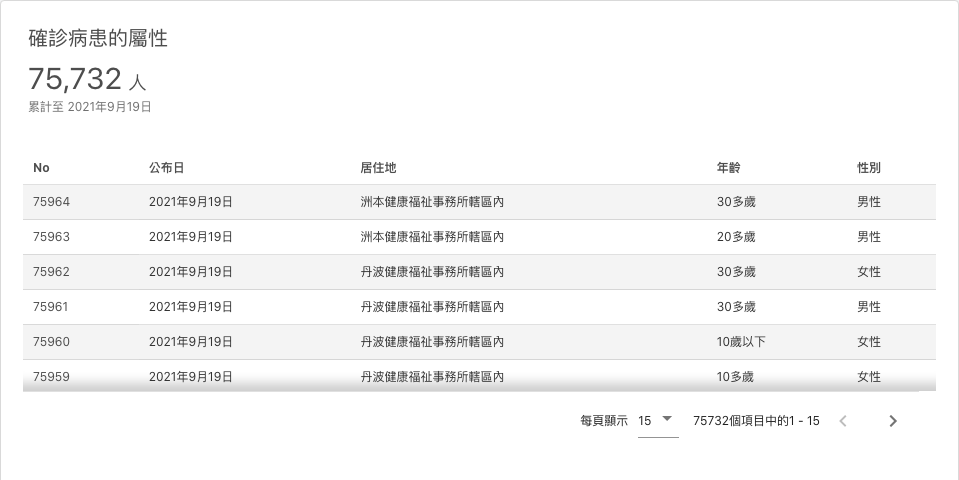 確診病患的屬性
75,732 人
累計至 2021年9月19日
No 公布日 居住地 年齡 性別
75964 2021年9月19日 洲本健康福祉事務所轄區內 30多歲 男性
75963 2021年9月19日 洲本健康福祉事務所轄區內 20多歲 男性
75962 2021年9月19日 丹波健康福祉事務所轄區內 30多歲 女性
75961 2021年9月19日 丹波健康福祉事務所轄區內 30多歲 男性
75960 2021年9月19日 丹波健康福祉事務所轄區內 10歲以下 女性
75959 2021年9月19日 丹波健康福祉事務所轄區內 10多歲 女性
每頁顯示 15 75732個項目中的1 - 15